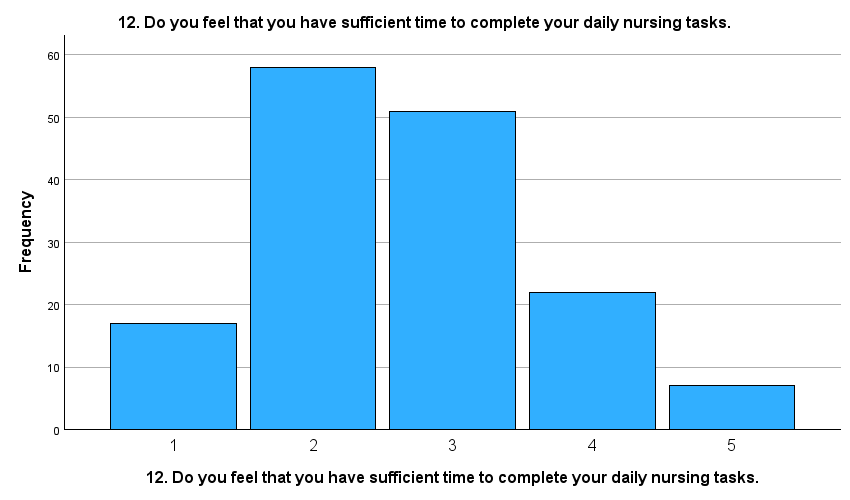 12. Do you feel that you have sufficient time to complete your daily nursing tasks.
60
50
40
30
20
10
0
Frequency
1 2 3 4 5
12. Do you feel that you have sufficient time to complete your daily nursing tasks.